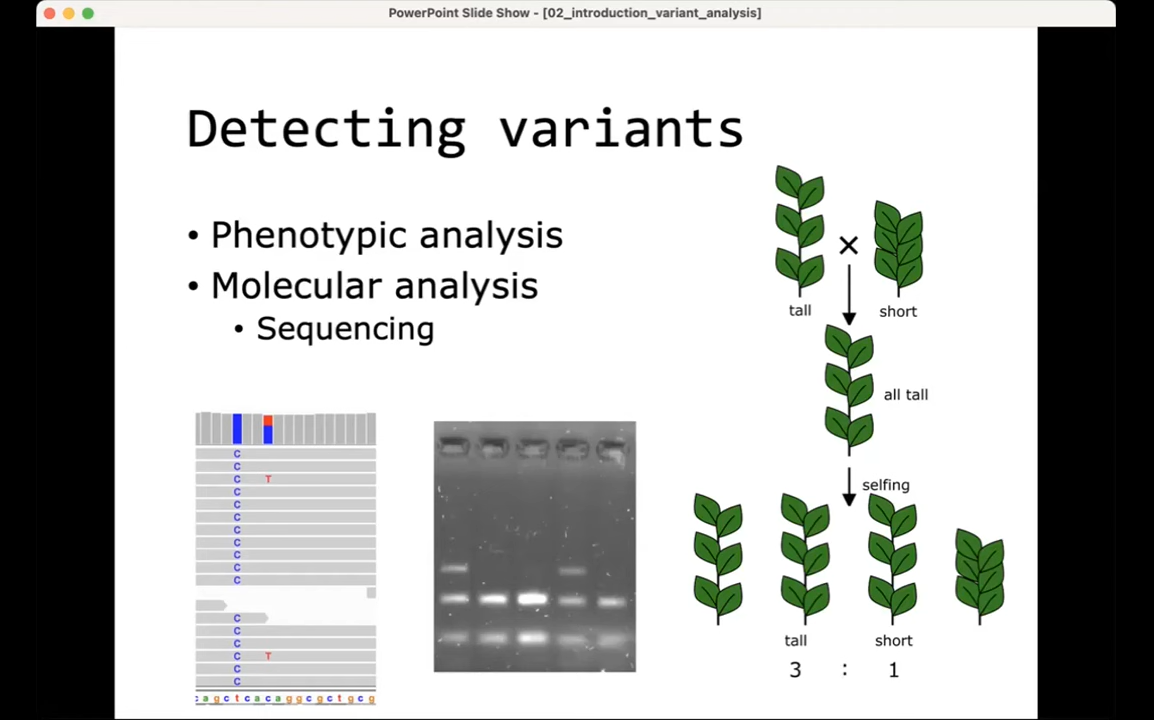 PowerPoint Slide Show - [02_introduction_variant_analysis]
Detecting variants
• Phenotypic analysis
• Molecular analysis
• Sequencing
tall
×
short
all tall
selfing
tall short
3 : 1
C
C
C T
C
C
C
C
C
C
C
C
C
C
C
C T
C
C
c a g c t c a c a g g c g c t g c g